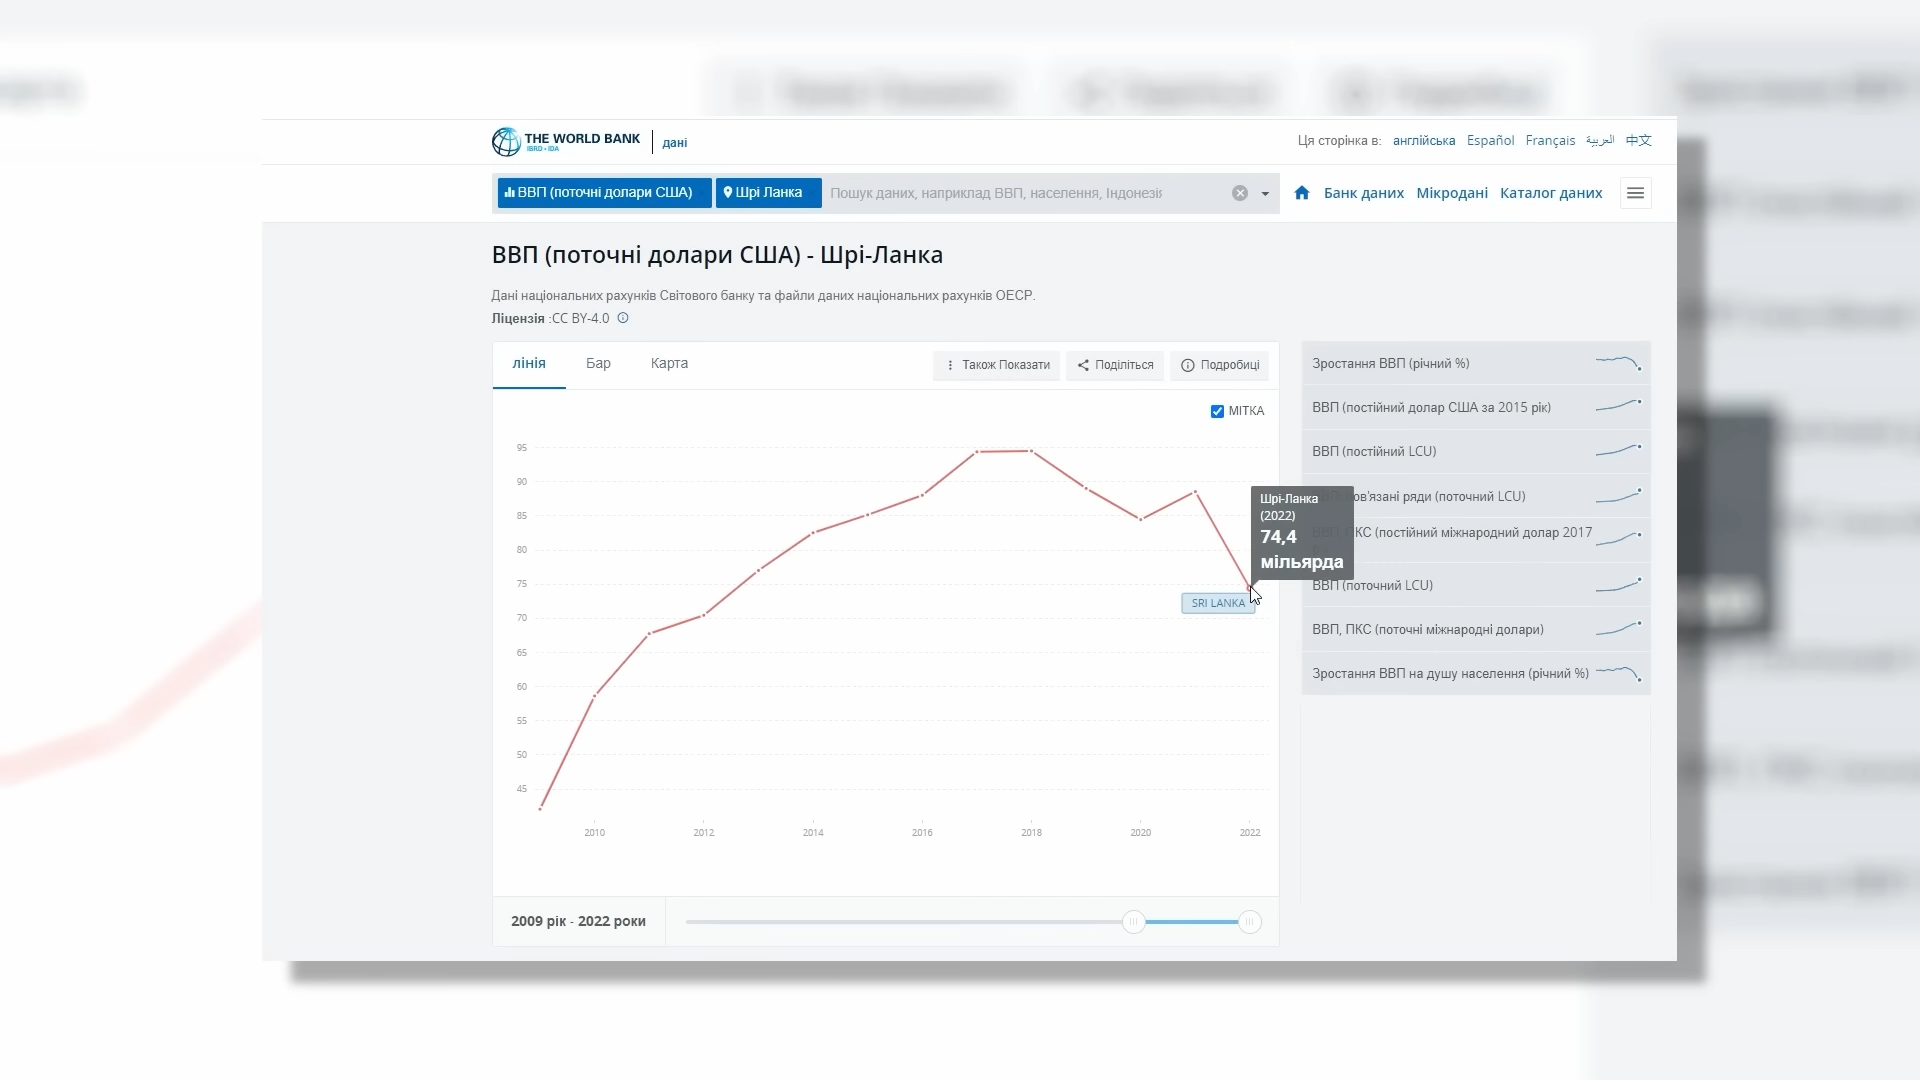 THE WORLD BANK
IBRD • IDA
дані
Ця сторінка в: англійська Español Français العربية 中文
ВВП (поточні долари США)
Шрі Ланка
Пошук даних, наприклад ВВП, населення, Індонезія
Банк даних Мікродані Каталог даних
ВВП (поточні долари США) - Шрі-Ланка
Дані національних рахунків Світового банку та файли даних національних рахунків ОЕСР.
Ліцензія :CC BY-4.0
лінія Бар Карта
Також Показати Поділіться Подробиці
МІТКА
95
90
85
80
75
70
65
60
55
50
45
2010 2012 2014 2016 2018 2020 2022
Шрі-Ланка
(2022)
74,4
мільярда
SRI LANKA
2009 рік - 2022 роки
Зростання ВВП (річний %)
ВВП (постійний долар США за 2015 рік)
ВВП (постійний LCU)
ряди (поточний LCU)
ПКС (постійний міжнародний долар 2017
ВВП (поточний LCU)
ВВП, ПКС (поточні міжнародні долари)
Зростання ВВП на душу населення (річний %)